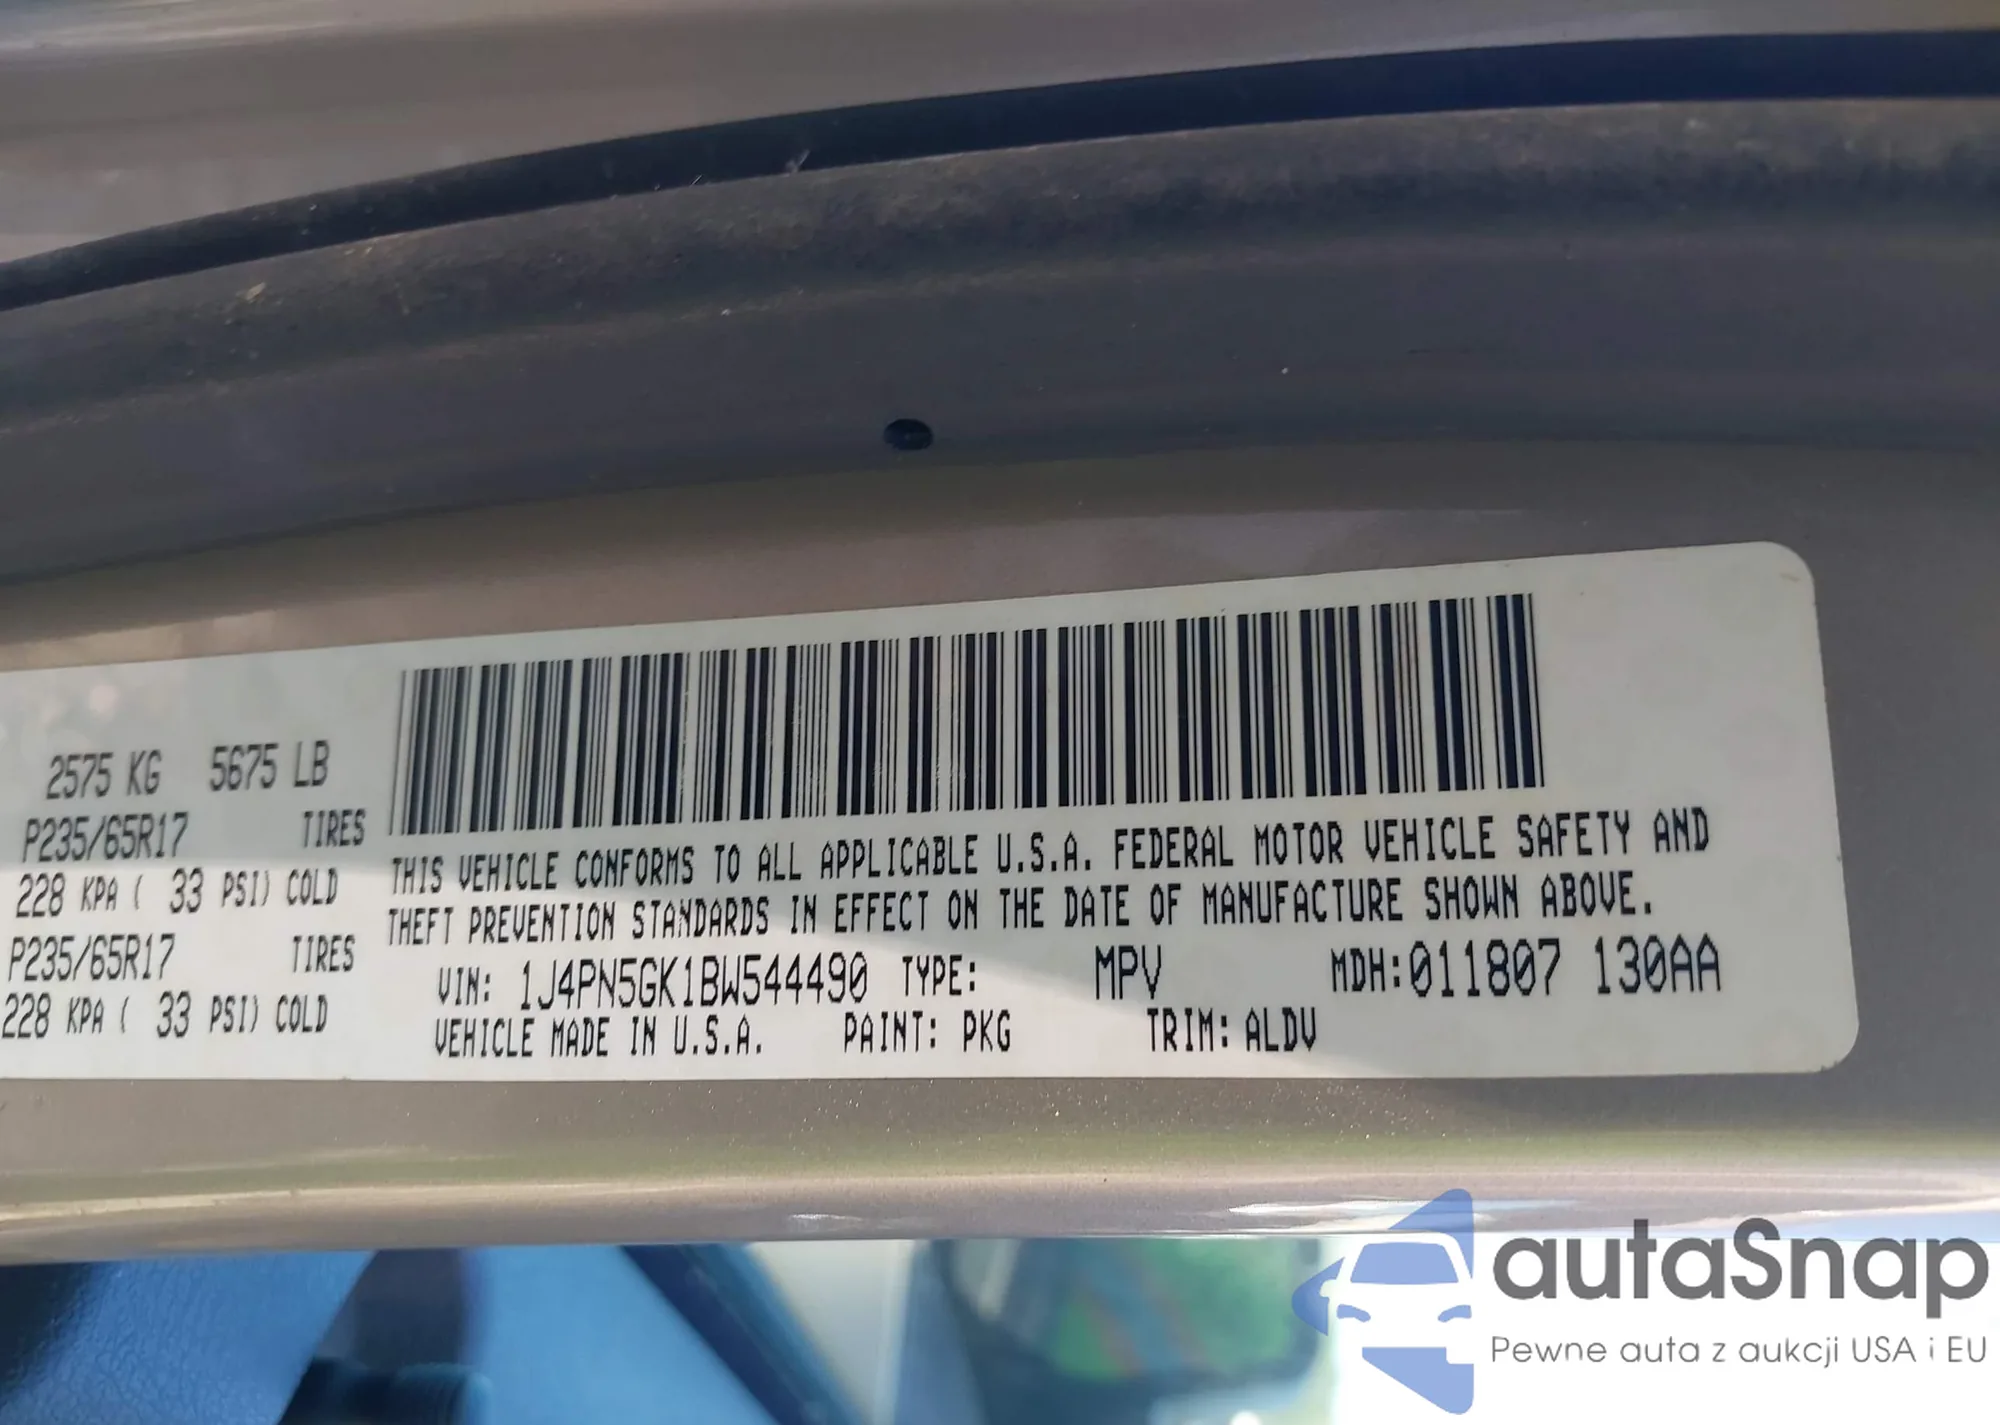 2575 KG 5675 LB
P235/65R17 TIRES
228 KPA ( 33 PSI) COLD
P235/65R17 TIRES
228 KPA ( 33 PSI) COLD
THIS VEHICLE CONFORMS TO ALL APPLICABLE U.S.A. FEDERAL MOTOR VEHICLE SAFETY AND
THEFT PREVENTION STANDARDS IN EFFECT ON THE DATE OF MANUFACTURE SHOWN ABOVE.
VIN: 1J4PN5GK1BW544490 TYPE: MPV MDH:011807 130AA
VEHICLE MADE IN U.S.A. PAINT: PKG TRIM: ALDV
autaSnap
Pewne auta z aukcji USA i EU